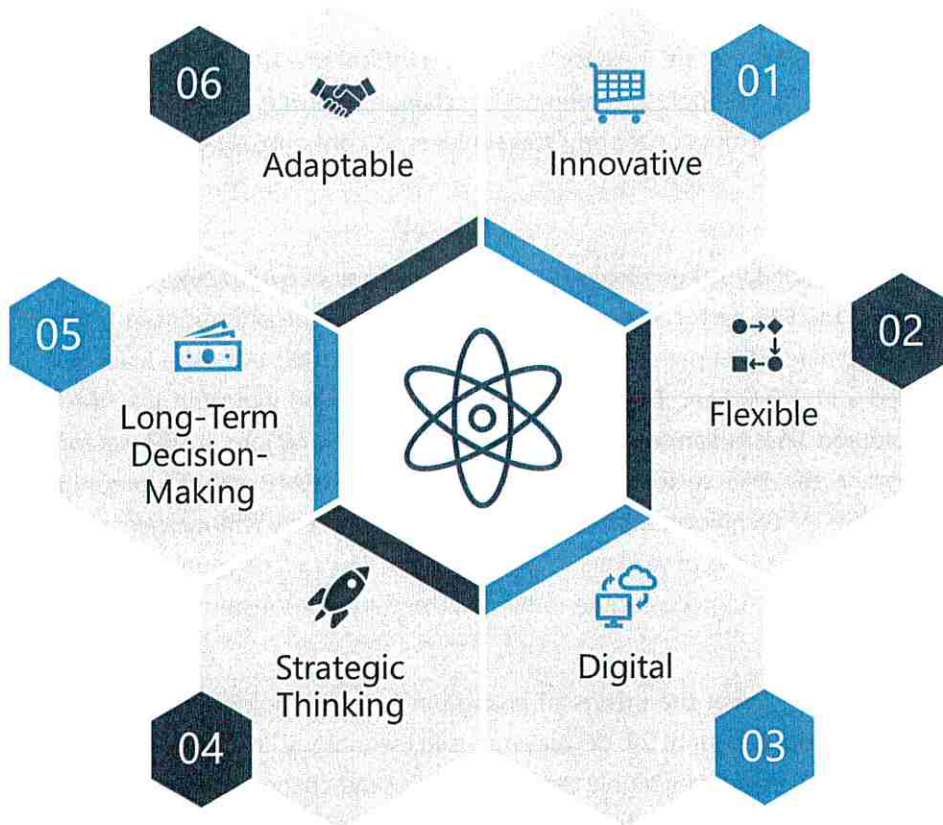 01
Innovative
02
Flexible
03
Digital
04
Strategic
Thinking
05
Long-Term
Decision-
Making
06
Adaptable